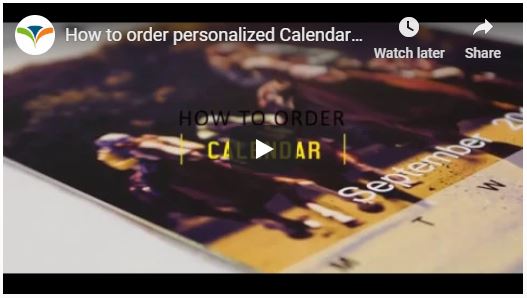 How to order personalized Calendar…
Watch later
Share
HOW TO ORDER
CALENDAR
September, 20
M T W